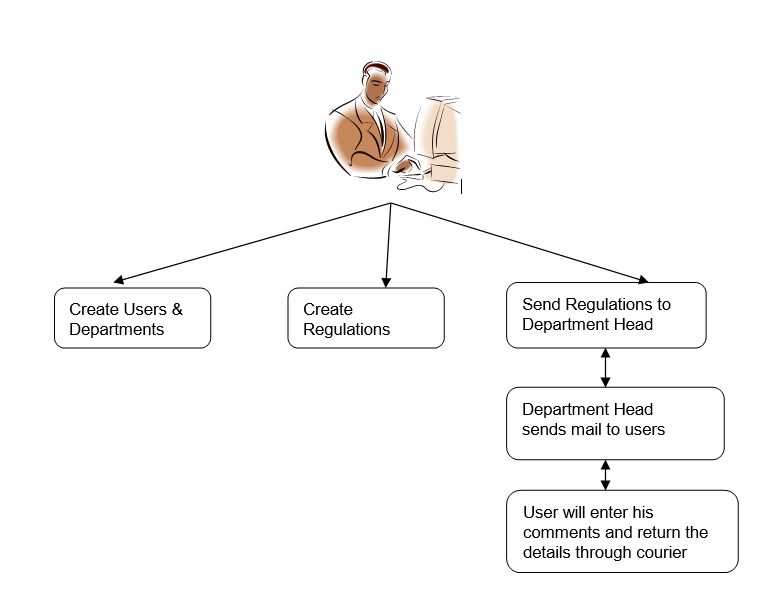 Create Users &
Departments
Create
Regulations
Send Regulations to
Department Head
Department Head
sends mail to users
User will enter his
comments and return the
details through courier